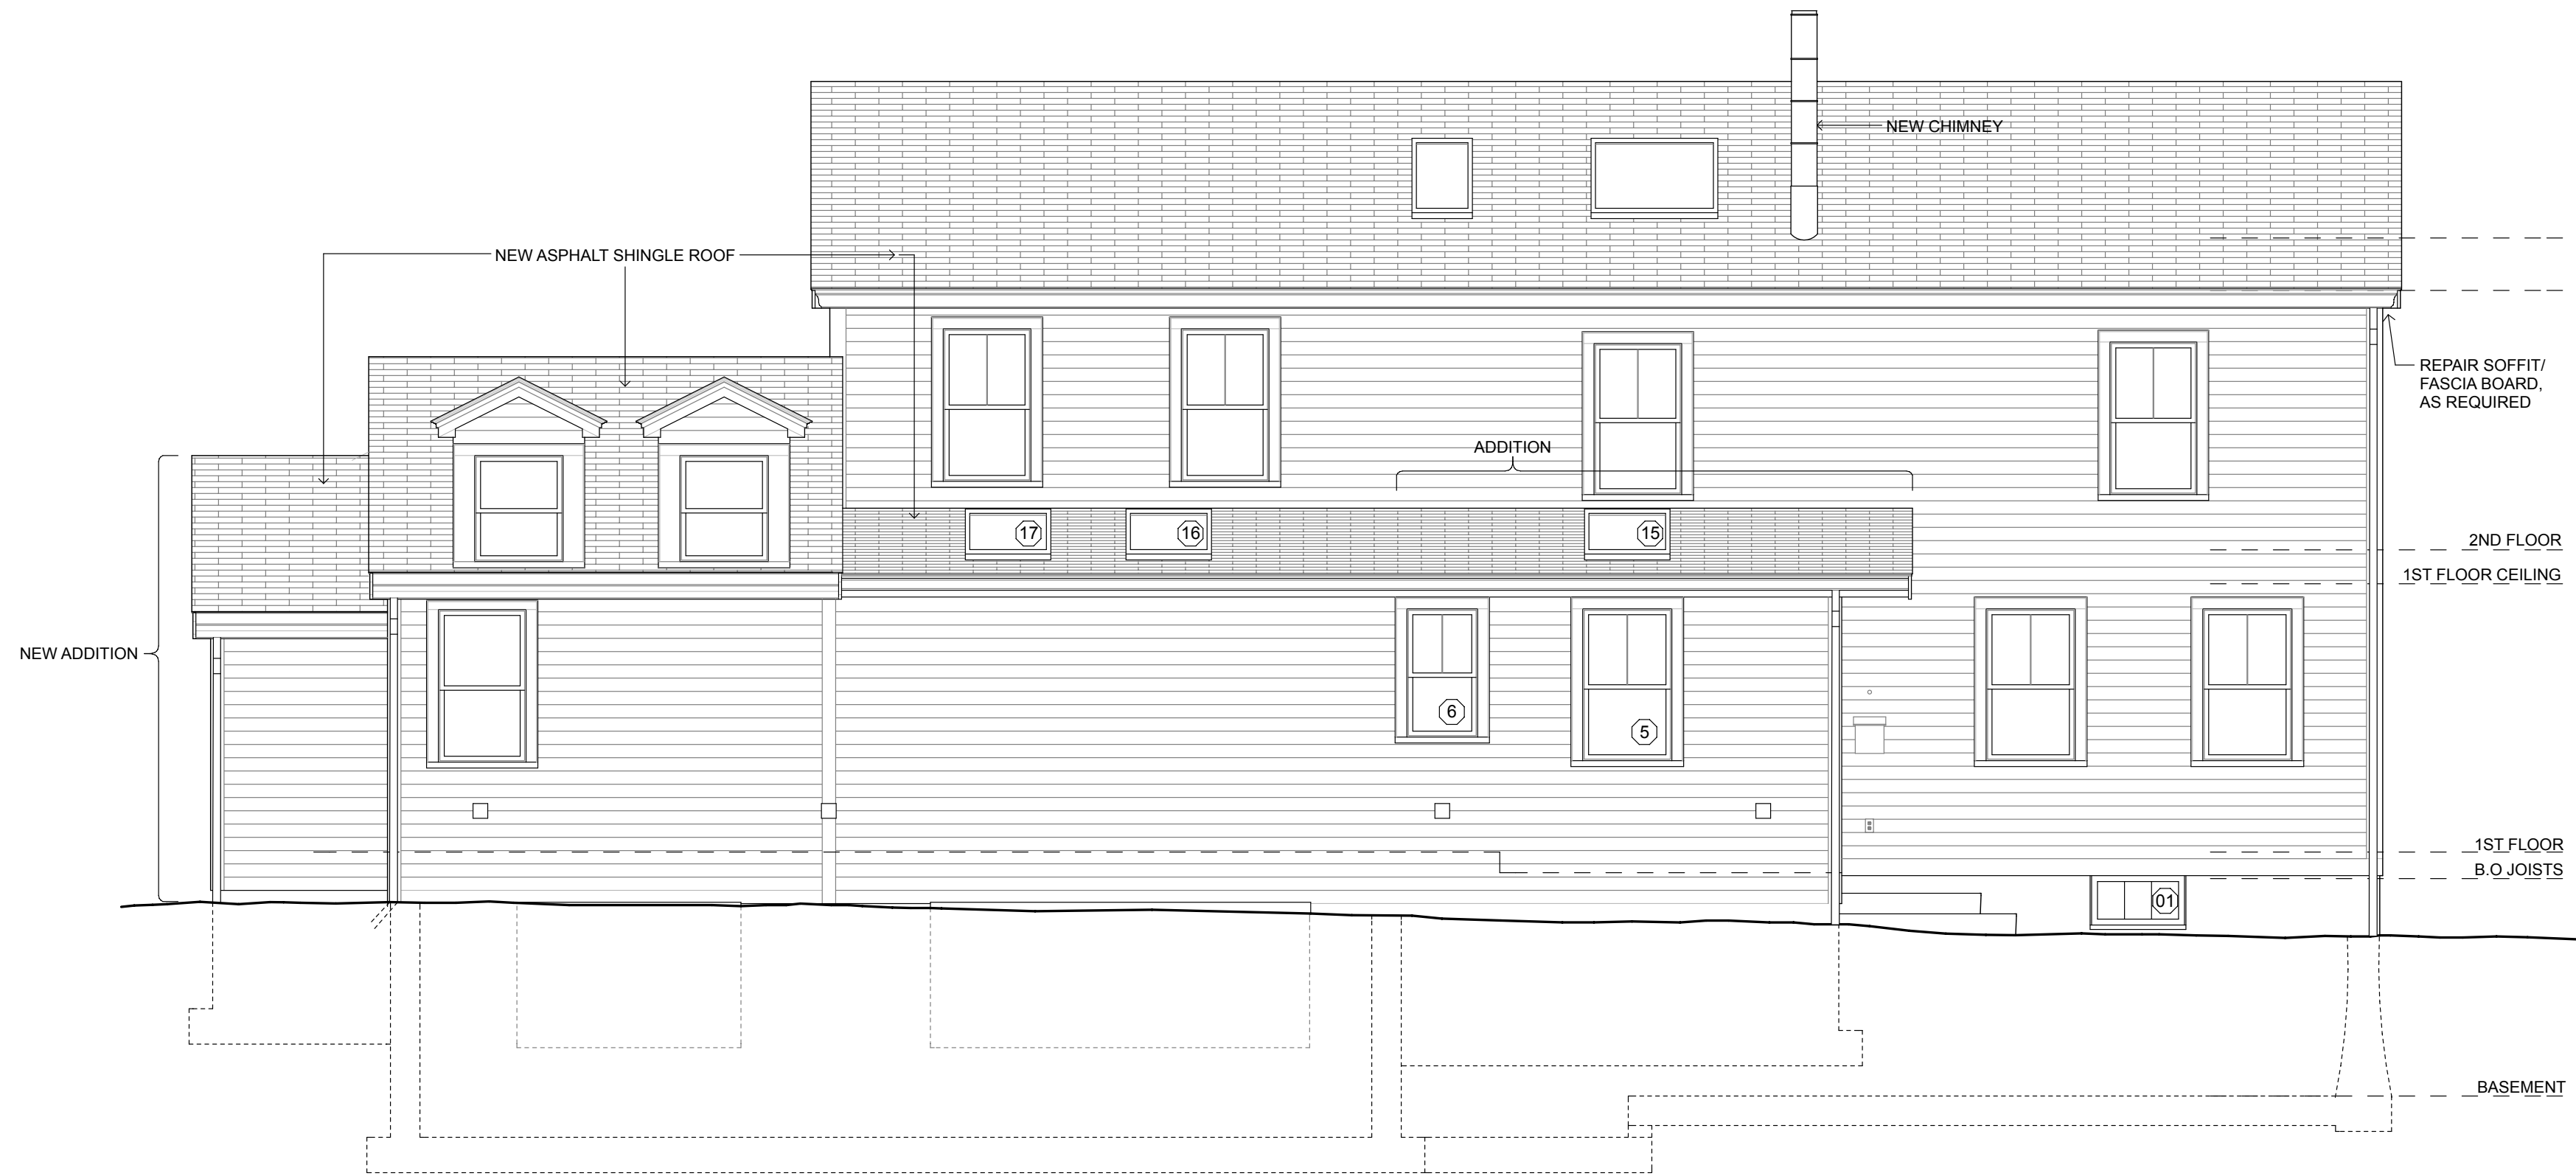 NEW CHIMNEY
NEW ASPHALT SHINGLE ROOF
REPAIR SOFFIT/
FASCIA BOARD,
AS REQUIRED
ADDITION
17
16
15
2ND FLOOR
1ST FLOOR CEILING
NEW ADDITION
6
5
1ST FLOOR
B.O JOISTS
01
BASEMENT